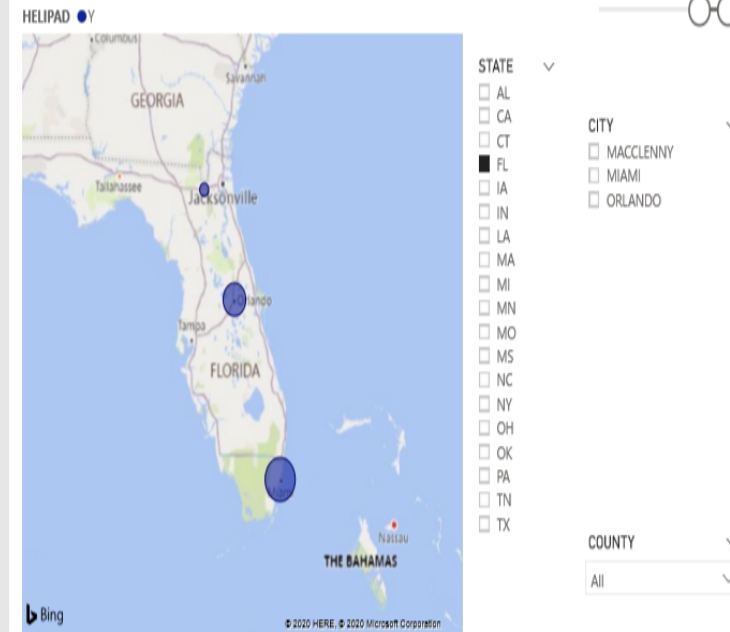 HELIPAD Y
Columbus
Savannah
GEORGIA
Tallahassee
Jacksonville
Orlando
Tampa
FLORIDA
Miami
Nassau
THE BAHAMAS
Bing
© 2020 HERE, © 2020 Microsoft Corporation
STATE
AL
CA
CT
FL
IA
IN
LA
MA
MI
MN
MO
MS
NC
NY
OH
OK
PA
TN
TX
CITY
MACCLENNY
MIAMI
ORLANDO
COUNTY
All